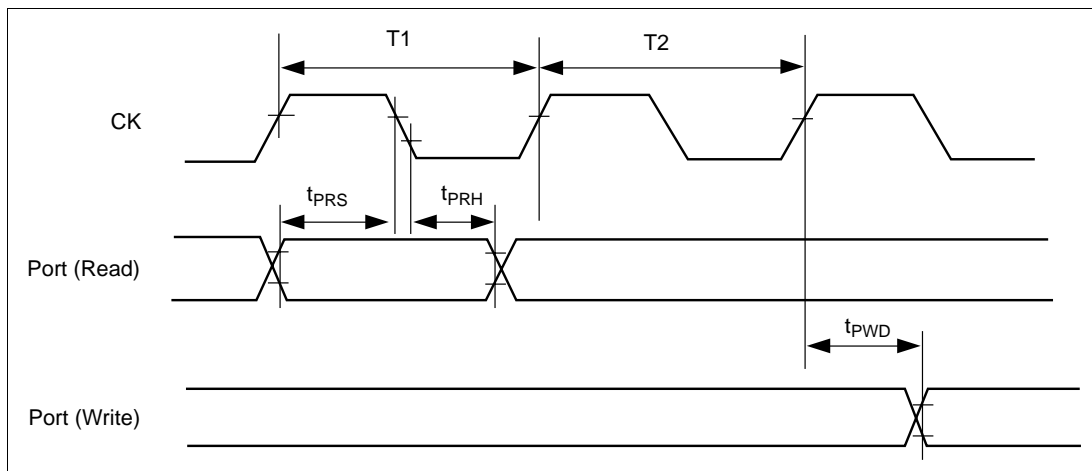 T1
T2
CK
tPRS
tPRH
Port (Read)
tPWD
Port (Write)